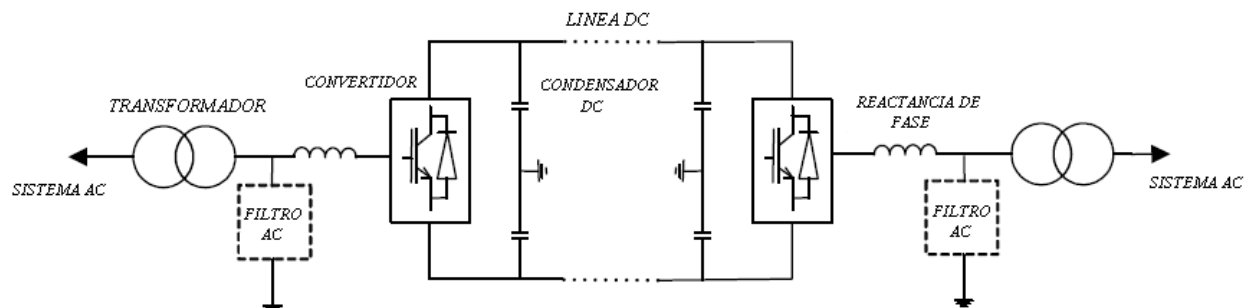 LINEA DC
CONVERTIDOR
CONDENSADOR
DC
TRANSFORMADOR
REACTANCIA DE
FASE
SISTEMA AC
SISTEMA AC
FILTRO
AC
FILTRO
AC